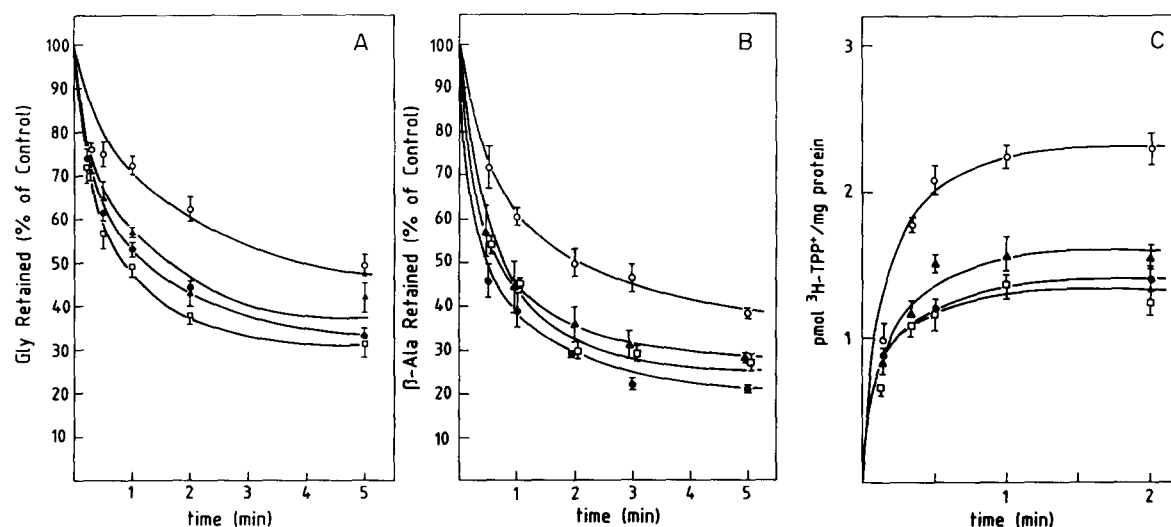 A
Gly Retained (% of Control)
100
90
80
70
60
50
40
30
20
10
1 2 3 4 5
time (min)
B
β-Ala Retained (% of Control)
100
90
80
70
60
50
40
30
20
10
1 2 3 4 5
time (min)
C
pmol ³H-TPP⁺/mg protein
3
2
1
1 2
time (min)